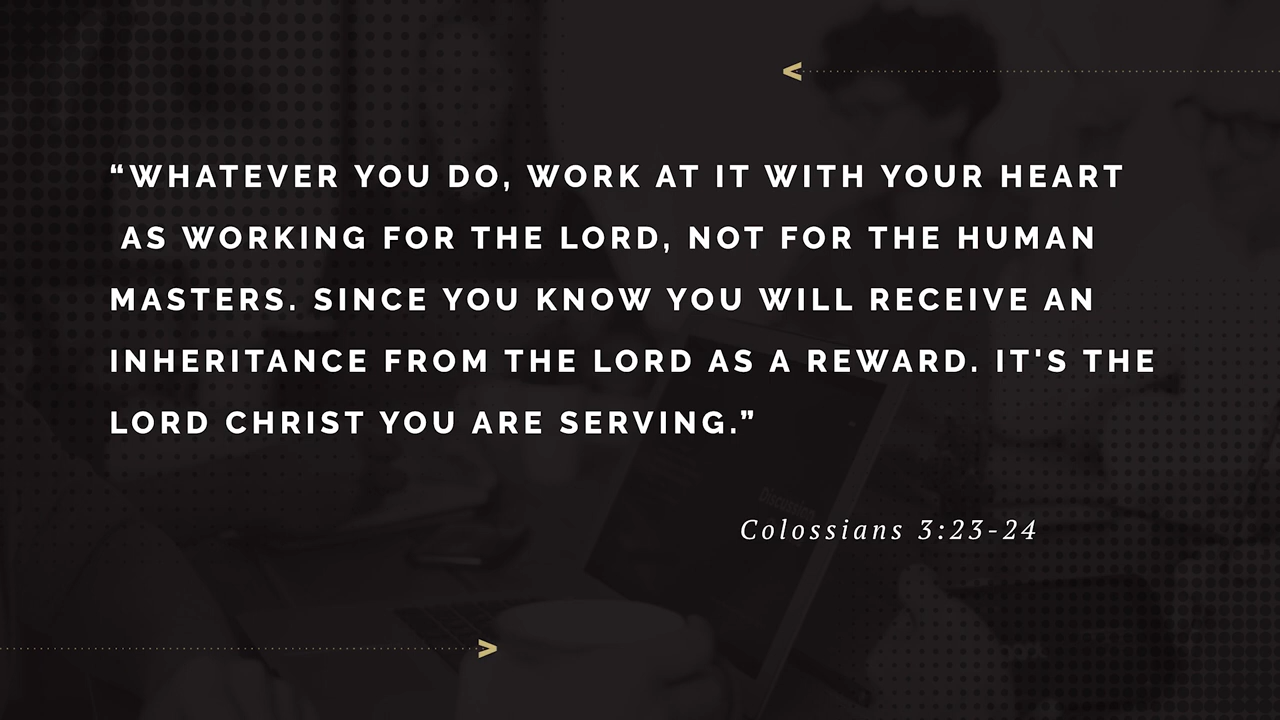 “WHATEVER YOU DO, WORK AT IT WITH YOUR HEART
AS WORKING FOR THE LORD, NOT FOR THE HUMAN
MASTERS. SINCE YOU KNOW YOU WILL RECEIVE AN
INHERITANCE FROM THE LORD AS A REWARD. IT'S THE
LORD CHRIST YOU ARE SERVING.”
Colossians 3:23-24